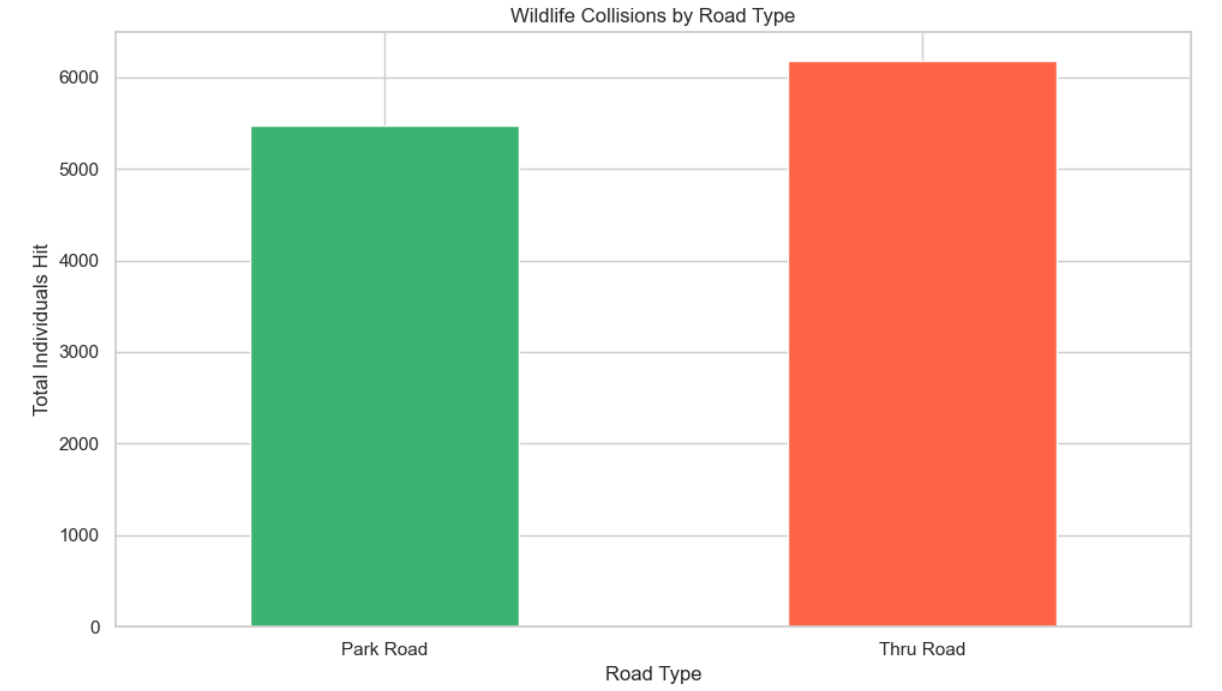 Wildlife Collisions by Road Type
Total Individuals Hit
6000
5000
4000
3000
2000
1000
0
Park Road
Thru Road
Road Type